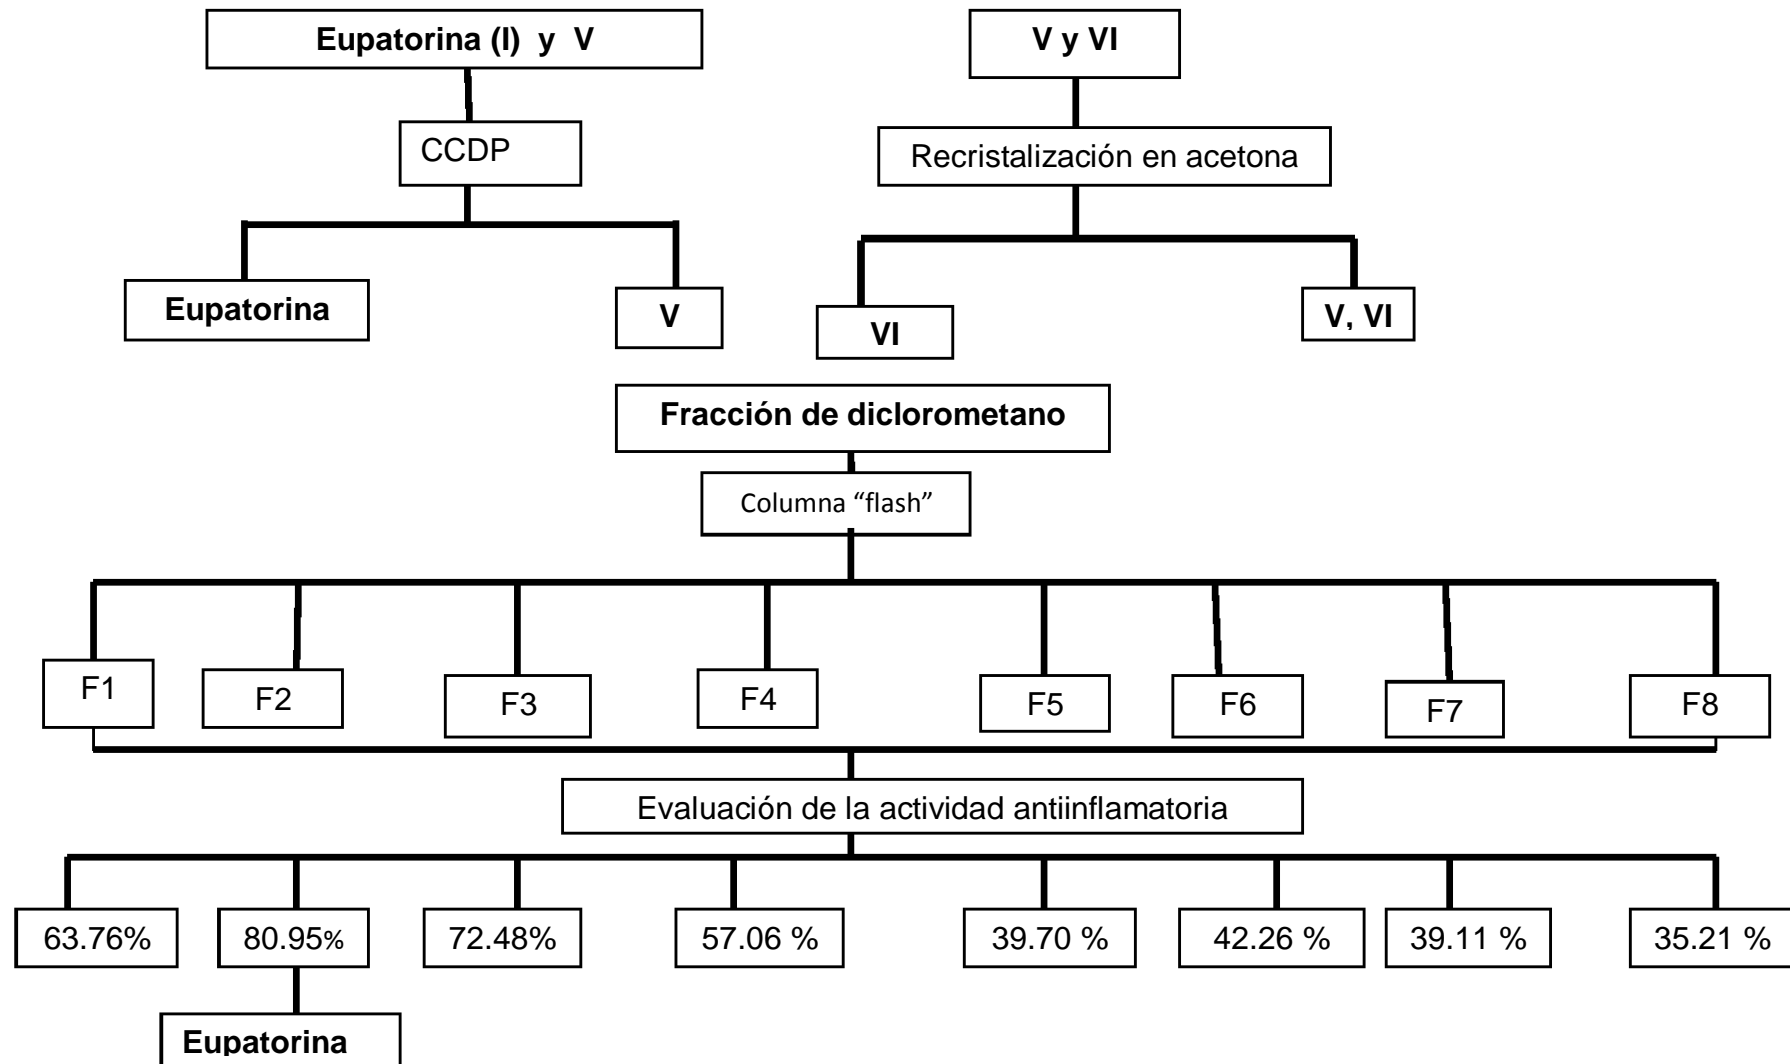 Eupatorina (I) y V
V y VI
CCDP
Recristalización en acetona
Eupatorina
V
VI
V, VI
Fracción de diclorometano
Columna “flash”
F1
F2
F3
F4
F5
F6
F7
F8
Evaluación de la actividad antiinflamatoria
63.76%
80.95%
72.48%
57.06 %
39.70 %
42.26 %
39.11 %
35.21 %
Eupatorina